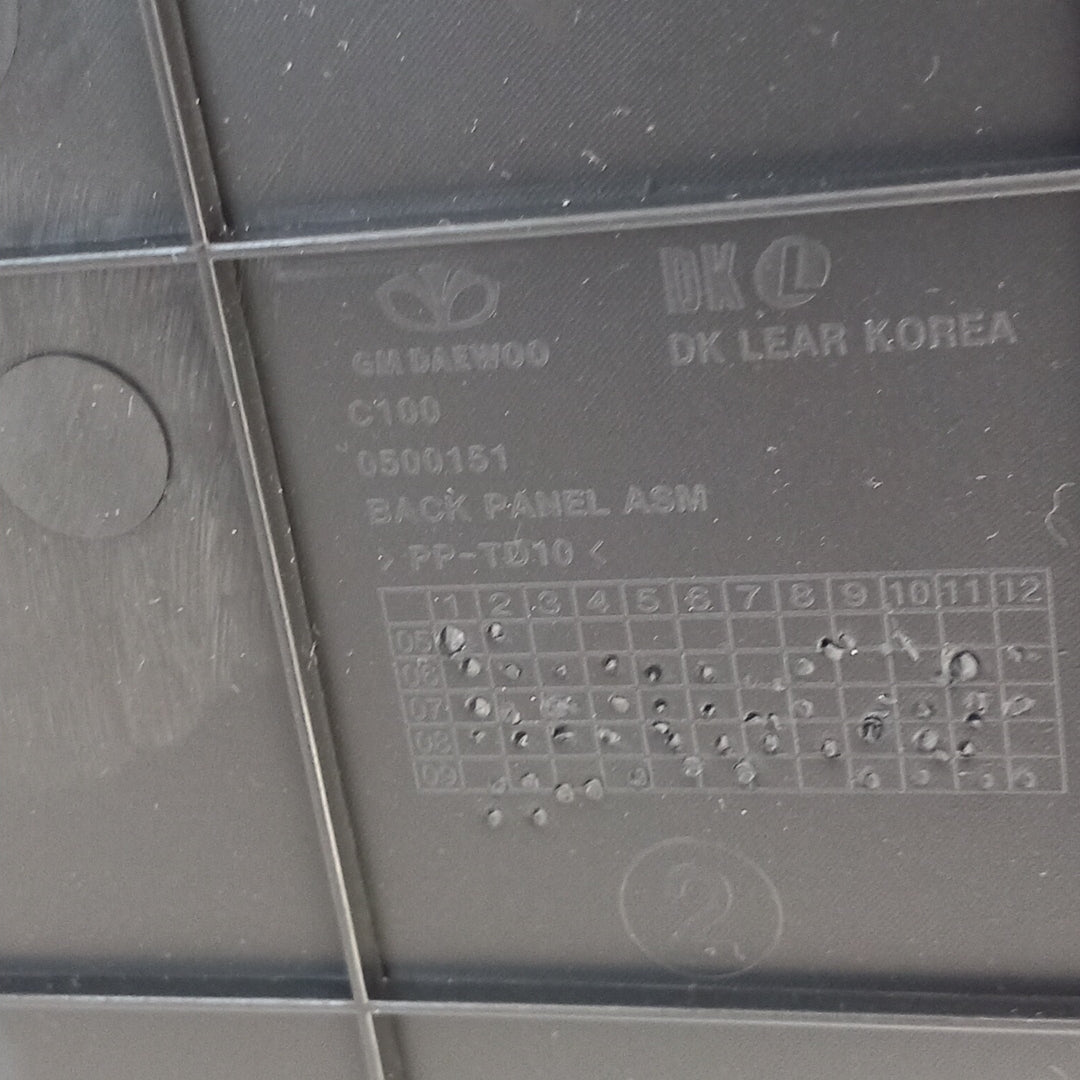 DK
DK LEAR KOREA
GM DAEWOO
C100
0500151
BACK PANEL ASM
>PP-TD10<
1 2 3 4 5 6 7 8 9 10 11 12
05
06
07
08
09
2